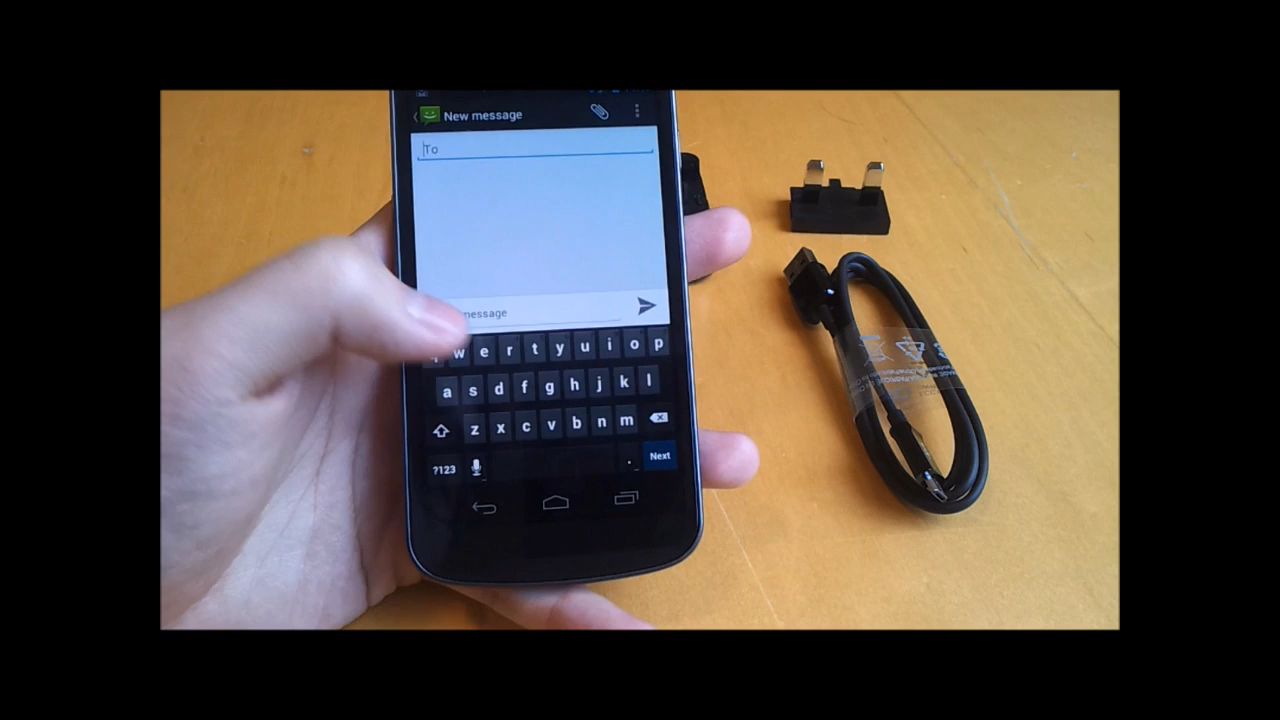 New message
To
message
w e r t y u i o p
a s d f g h j k l
z x c v b n m
?123 . Next